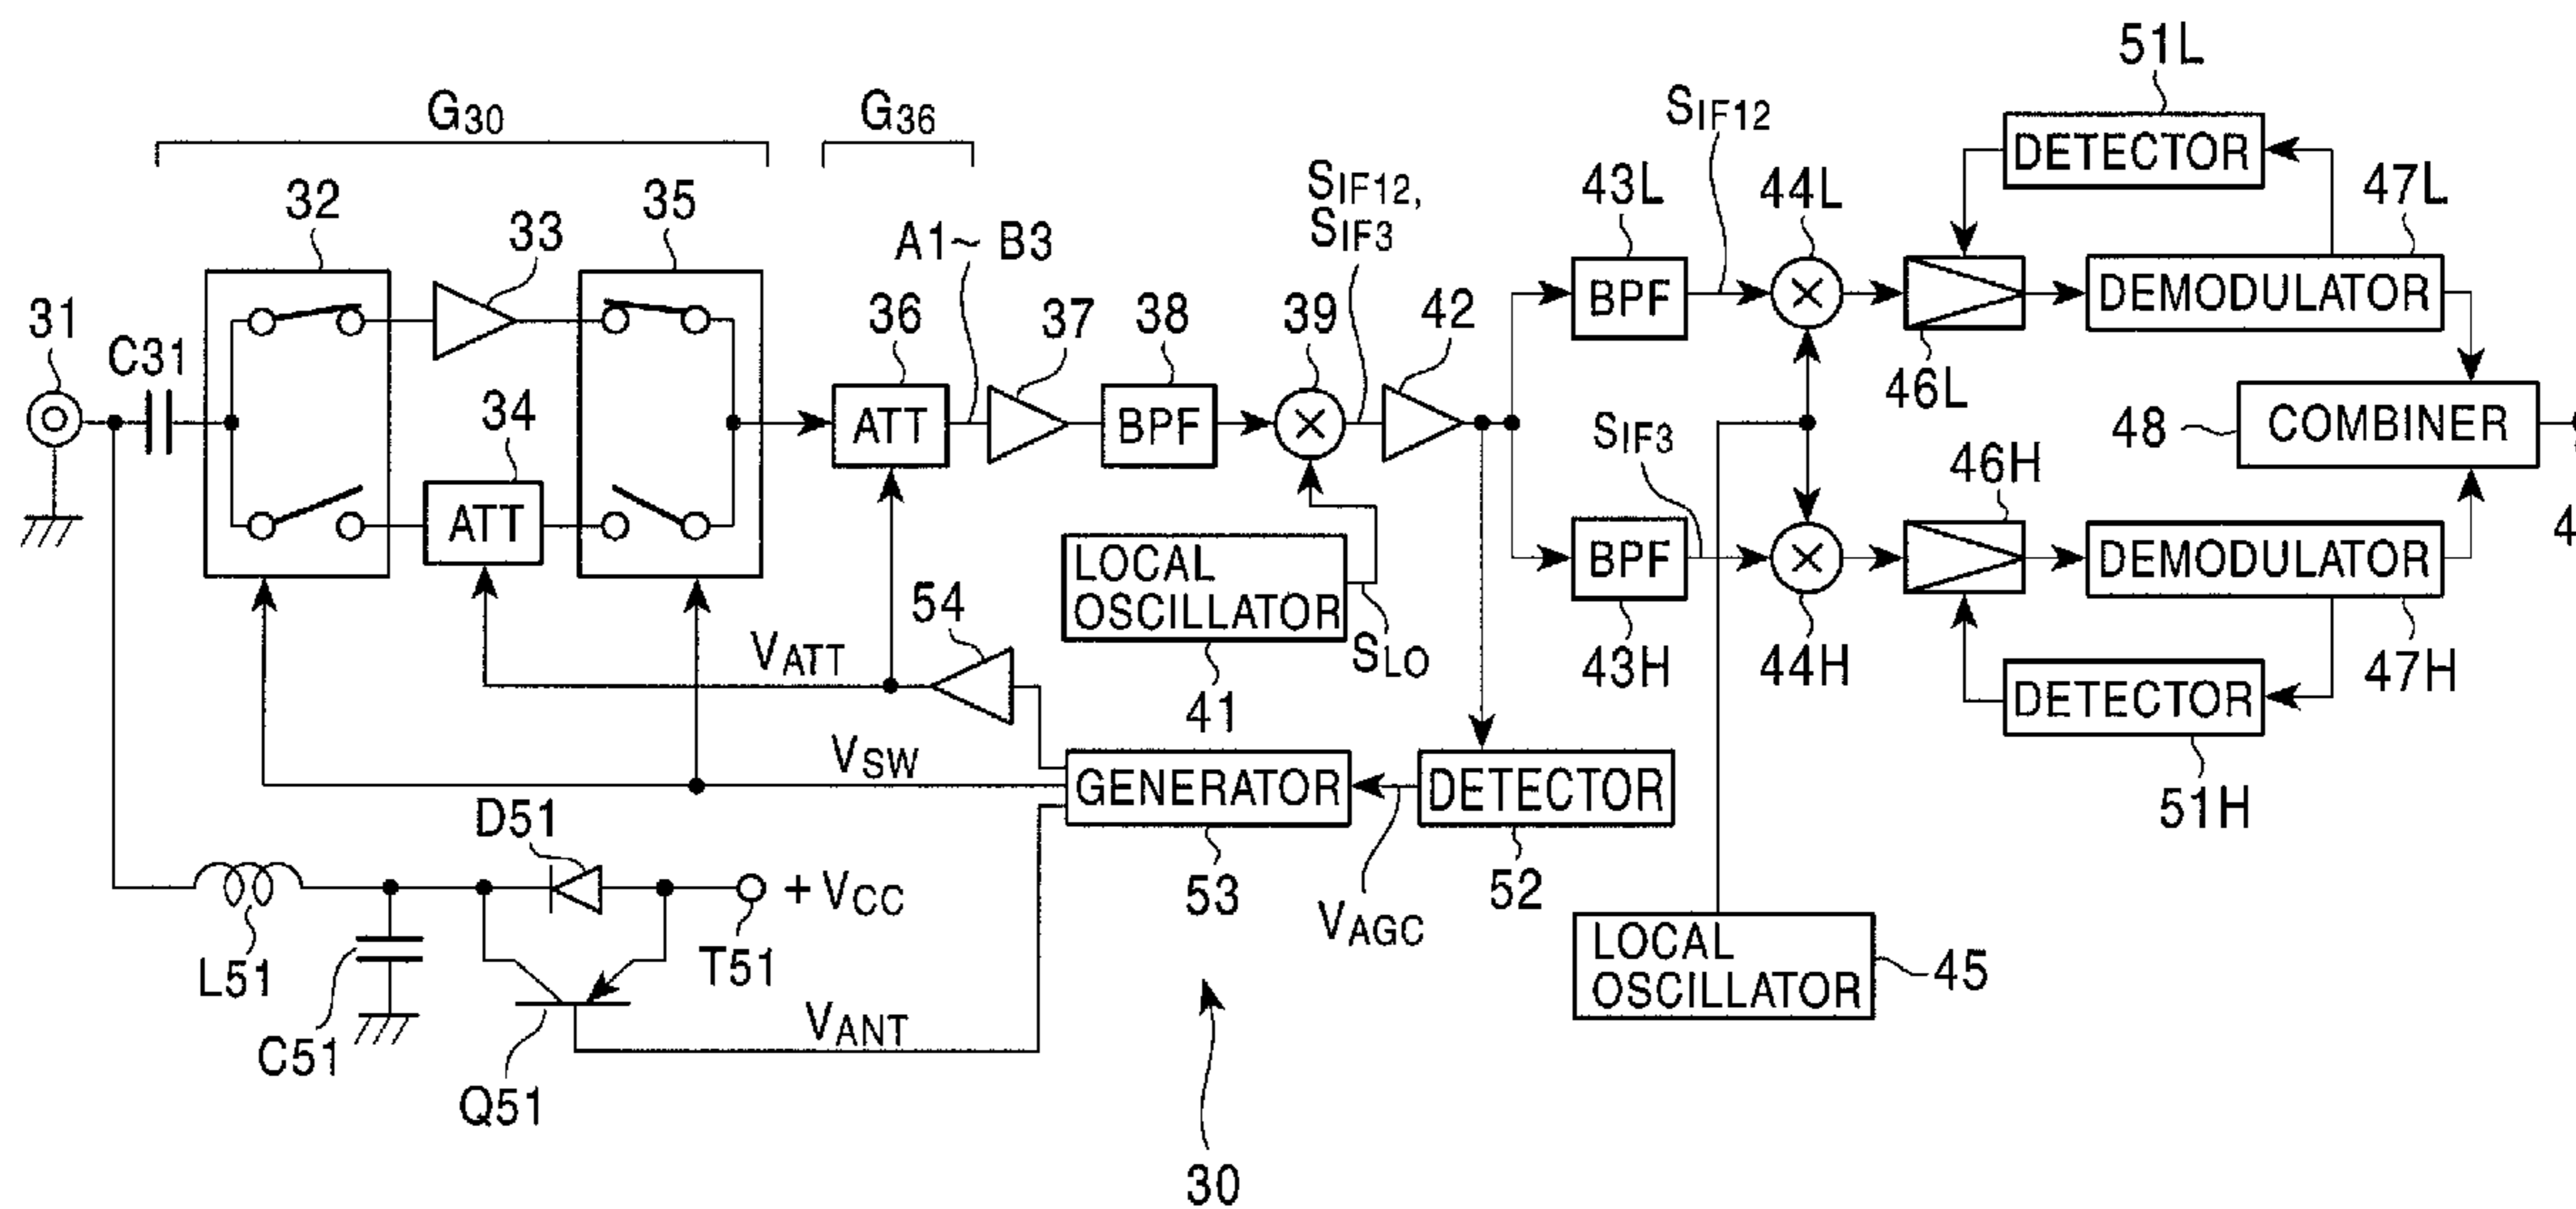 51L
G30
G36
SIF12
DETECTOR
32
35
SIF12,
SIF3
43L
44L
47L
33
A1~ B3
31
C31
36
37
38
39
42
BPF
DEMODULATOR
34
ATT
BPF
46L
SIF3
48
COMBINER
ATT
46H
LOCAL
OSCILLATOR
BPF
DEMODULATOR
54
VATT
SLO
43H
44H
47H
41
DETECTOR
VSW
GENERATOR
DETECTOR
51H
D51
53
52
+ VCC
VAGC
L51
T51
LOCAL
OSCILLATOR
45
C51
VANT
Q51
30